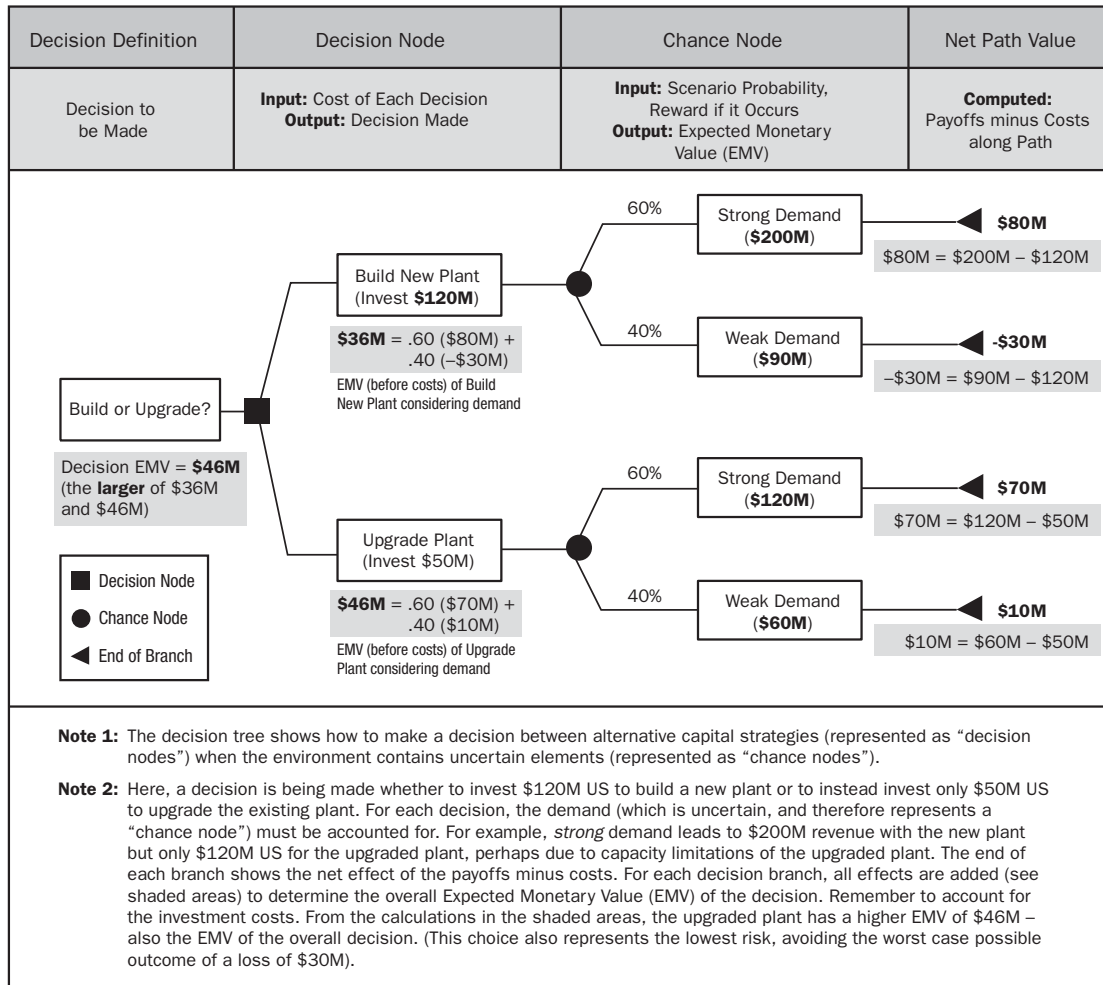 Decision Definition
Decision Node
Chance Node
Net Path Value
Decision to
be Made
Input: Cost of Each Decision
Output: Decision Made
Input: Scenario Probability,
Reward if it Occurs
Output: Expected Monetary
Value (EMV)
Computed:
Payoffs minus Costs
along Path
Build or Upgrade?
Decision EMV = $46M
(the larger of $36M
and $46M)
Build New Plant
(Invest $120M)
$36M = .60 ($80M) +
.40 (–$30M)
EMV (before costs) of Build
New Plant considering demand
60%
Strong Demand
($200M)
$80M
$80M = $200M – $120M
40%
Weak Demand
($90M)
-$30M
–$30M = $90M – $120M
Upgrade Plant
(Invest $50M)
$46M = .60 ($70M) +
.40 ($10M)
EMV (before costs) of Upgrade
Plant considering demand
60%
Strong Demand
($120M)
$70M
$70M = $120M – $50M
40%
Weak Demand
($60M)
$10M
$10M = $60M – $50M
Decision Node
Chance Node
End of Branch
Note 1: The decision tree shows how to make a decision between alternative capital strategies (represented as “decision
nodes”) when the environment contains uncertain elements (represented as “chance nodes”).
Note 2: Here, a decision is being made whether to invest $120M US to build a new plant or to instead invest only $50M US
to upgrade the existing plant. For each decision, the demand (which is uncertain, and therefore represents a
“chance node”) must be accounted for. For example, strong demand leads to $200M revenue with the new plant
but only $120M US for the upgraded plant, perhaps due to capacity limitations of the upgraded plant. The end of
each branch shows the net effect of the payoffs minus costs. For each decision branch, all effects are added (see
shaded areas) to determine the overall Expected Monetary Value (EMV) of the decision. Remember to account for
the investment costs. From the calculations in the shaded areas, the upgraded plant has a higher EMV of $46M –
also the EMV of the overall decision. (This choice also represents the lowest risk, avoiding the worst case possible
outcome of a loss of $30M).